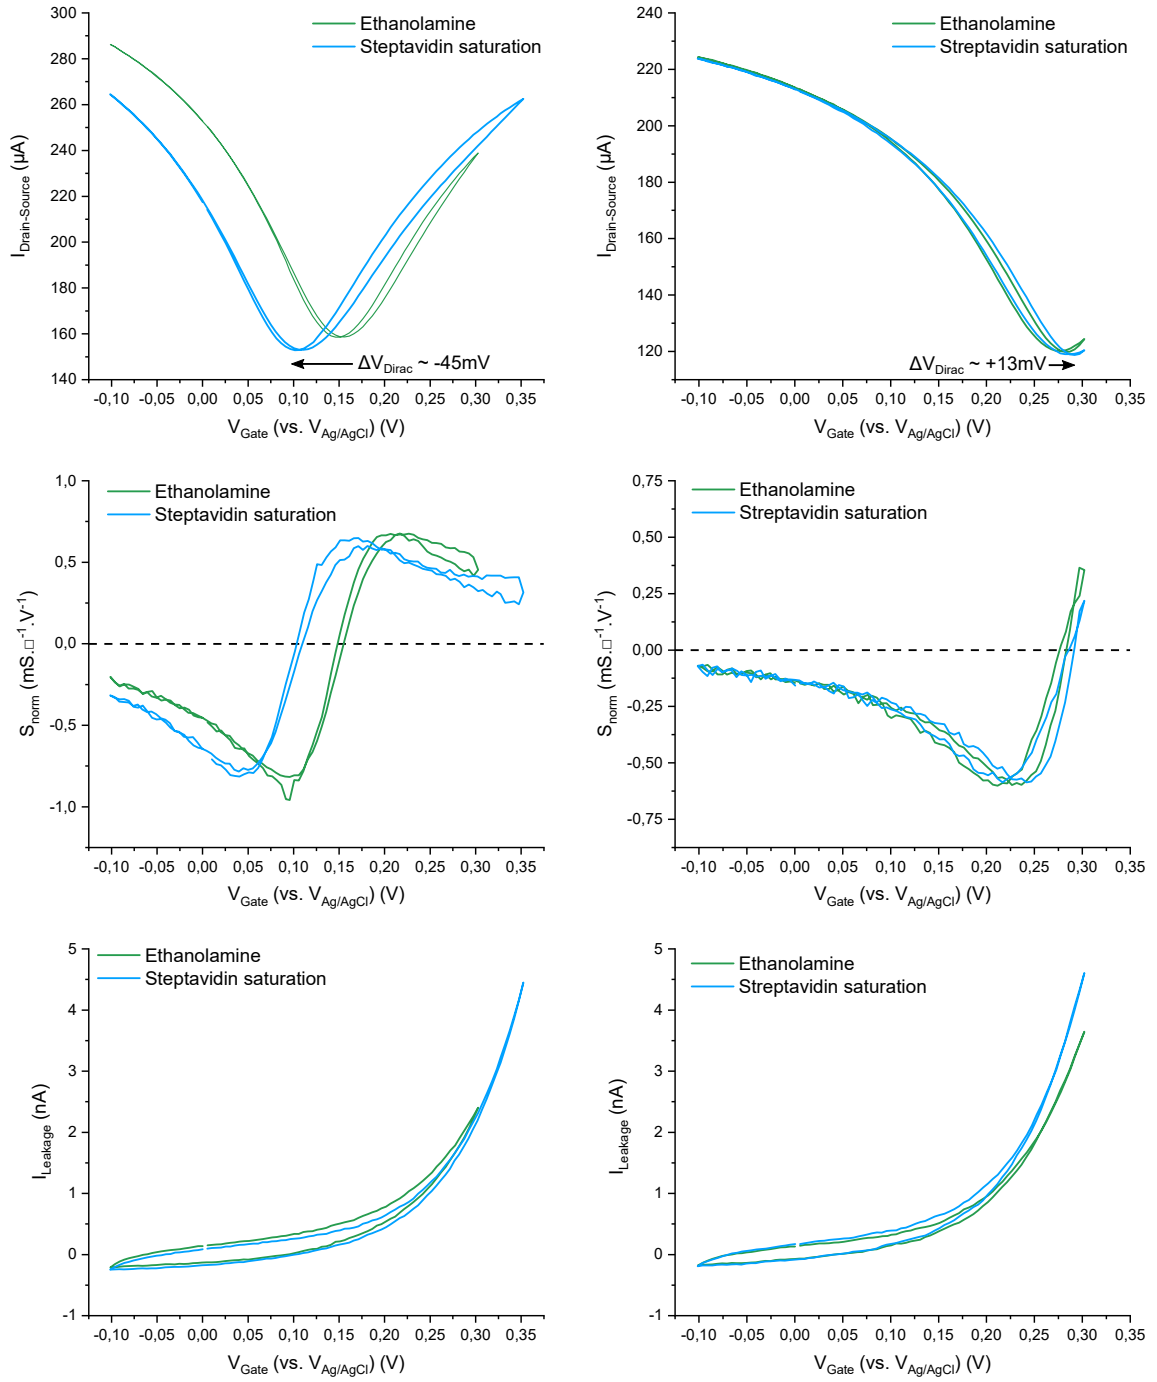 Ethanolamine
Steptavidin saturation
300
280
260
240
220
200
180
160
140
I_Drain-Source (µA)
ΔV_Dirac ~ -45mV
-0,10 -0,05 0,00 0,05 0,10 0,15 0,20 0,25 0,30 0,35
V_Gate (vs. V_Ag/AgCl) (V)
Ethanolamine
Streptavidin saturation
220
200
180
160
140
120
I_Drain-Source (µA)
ΔV_Dirac ~ +13mV
-0,10 -0,05 0,00 0,05 0,10 0,15 0,20 0,25 0,30 0,35
V_Gate (vs. V_Ag/AgCl) (V)
Ethanolamine
Steptavidin saturation
1,0
0,5
0,0
-0,5
-1,0
S_norm (mS.□⁻¹.V⁻¹)
-0,10 -0,05 0,00 0,05 0,10 0,15 0,20 0,25 0,30 0,35
V_Gate (vs. V_Ag/AgCl) (V)
Ethanolamine
Streptavidin saturation
0,75
0,50
0,25
0,00
-0,25
-0,50
-0,75
S_norm (mS.□⁻¹.V⁻¹)
-0,10 -0,05 0,00 0,05 0,10 0,15 0,20 0,25 0,30 0,35
V_Gate (vs. V_Ag/AgCl) (V)
Ethanolamine
Steptavidin saturation
5
4
3
2
1
0
-1
I_Leakage (nA)
-0,10 -0,05 0,00 0,05 0,10 0,15 0,20 0,25 0,30 0,35
V_Gate (vs. V_Ag/AgCl) (V)
Ethanolamine
Streptavidin saturation
5
4
3
2
1
0
-1
I_Leakage (nA)
-0,10 -0,05 0,00 0,05 0,10 0,15 0,20 0,25 0,30 0,35
V_Gate (vs. V_Ag/AgCl) (V)